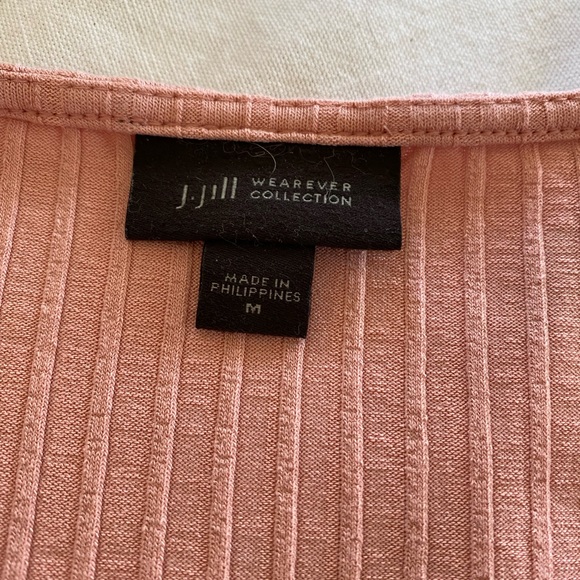 J.Jill WEAREVER
COLLECTION
MADE IN
PHILIPPINES
M